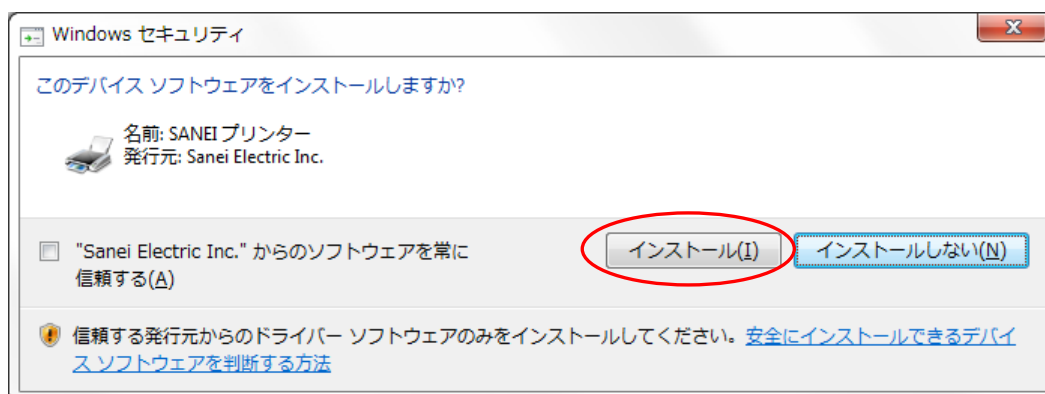 Windows セキュリティ
このデバイス ソフトウェアをインストールしますか?
名前: SANEI プリンター
発行元: Sanei Electric Inc.
"Sanei Electric Inc." からのソフトウェアを常に
信頼する(A)
インストール(I)
インストールしない(N)
信頼する発行元からのドライバー ソフトウェアのみをインストールしてください。安全にインストールできるデバイ
ス ソフトウェアを判断する方法